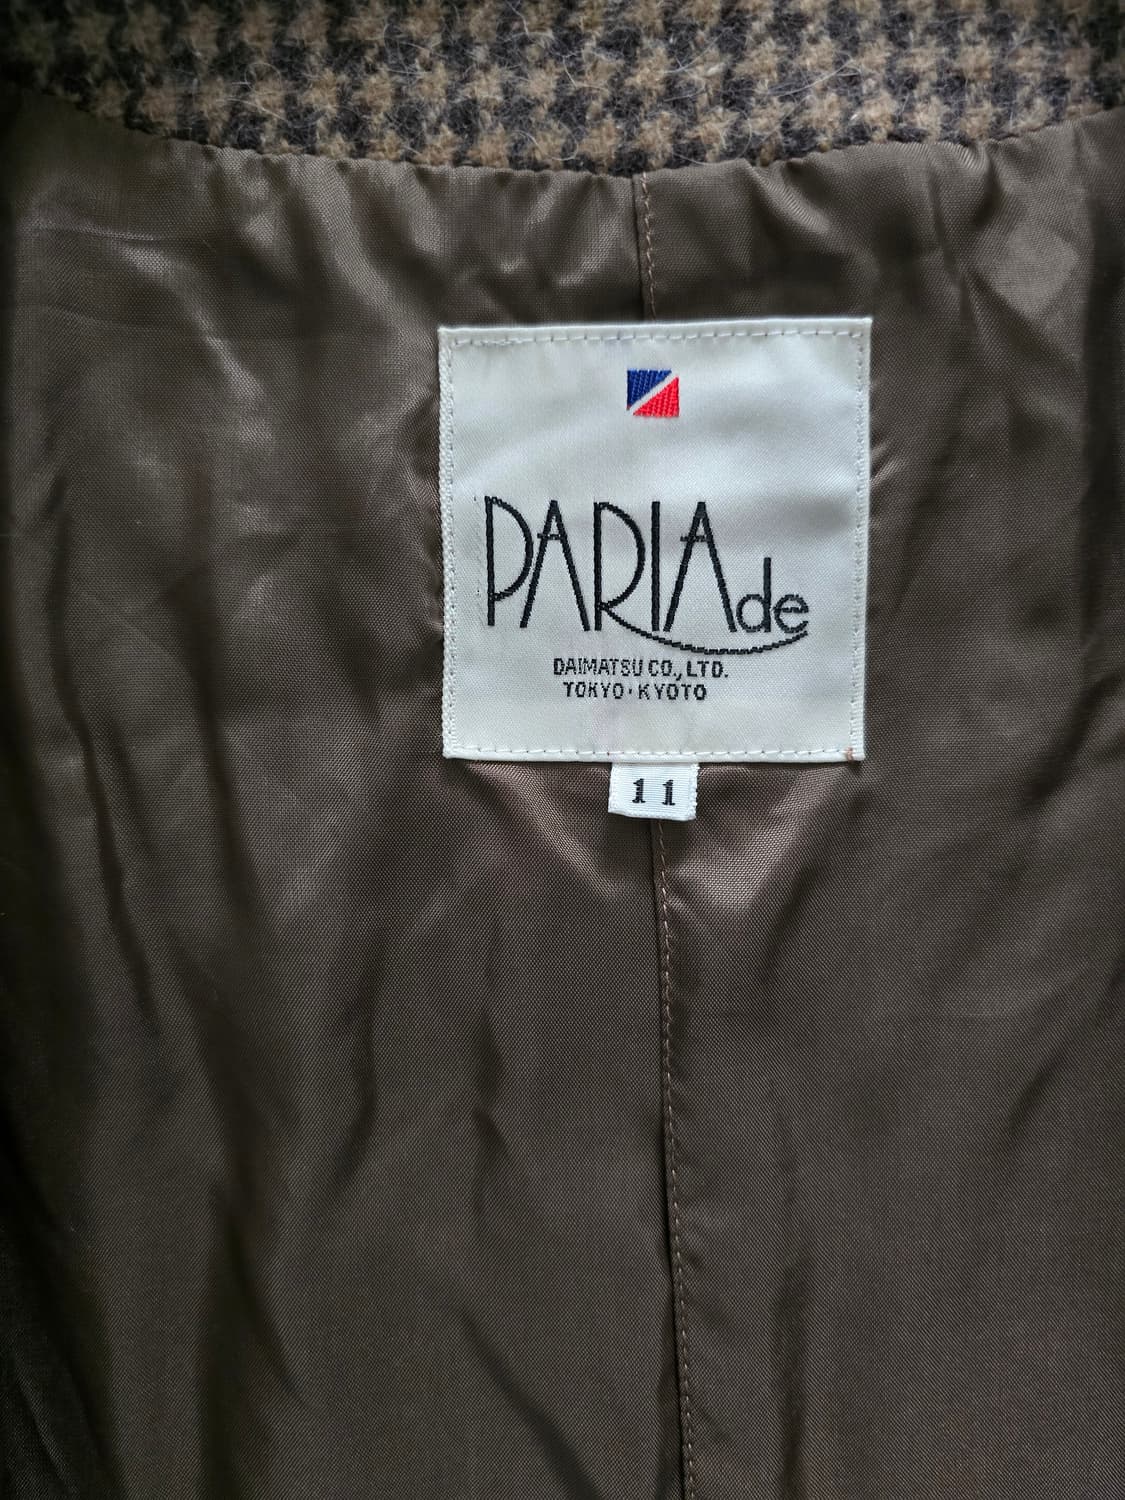 PARIAde
DAIMATSU CO., LTD.
TOKYO・KYOTO
11